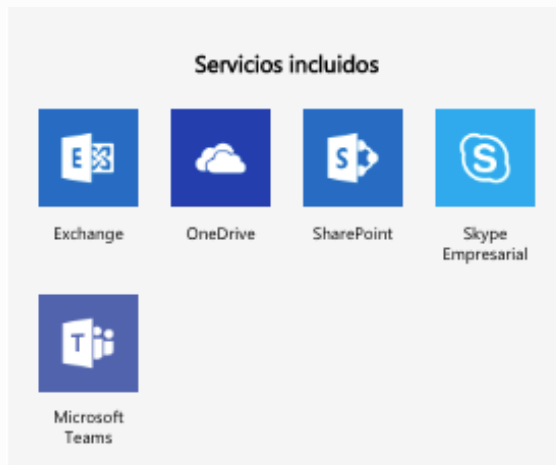 Servicios incluidos
E
S
S
Exchange
OneDrive
SharePoint
Skype
Empresarial
T
Microsoft
Teams